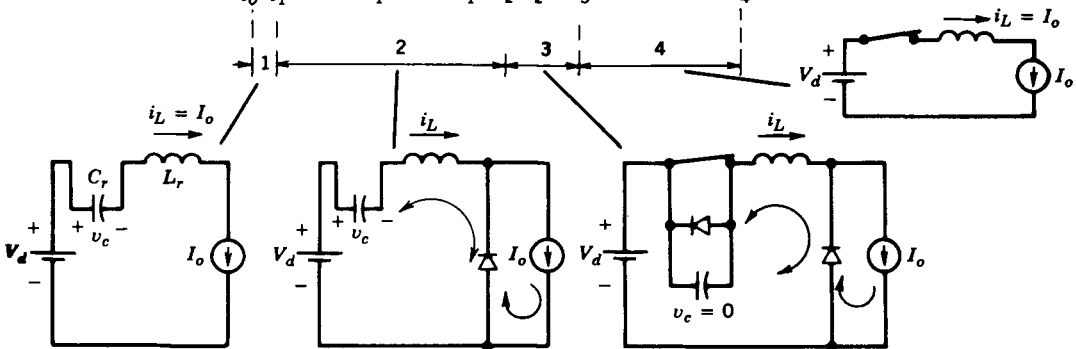 i_L = I_o
1 2 3 4
+
V_d
−
I_o
i_L = I_o
i_L
i_L
C_r
L_r
+ v_c −
+
V_d
−
I_o
+ v_c −
+
V_d
−
I_o
+
V_d
−
I_o
v_c = 0